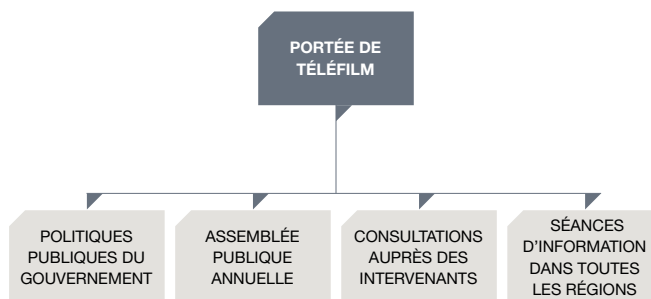 PORTÉE DE
TÉLÉFILM
POLITIQUES
PUBLIQUES DU
GOUVERNEMENT
ASSEMBLÉE
PUBLIQUE
ANNUELLE
CONSULTATIONS
AUPRÈS DES
INTERVENANTS
SÉANCES
D’INFORMATION
DANS TOUTES
LES RÉGIONS